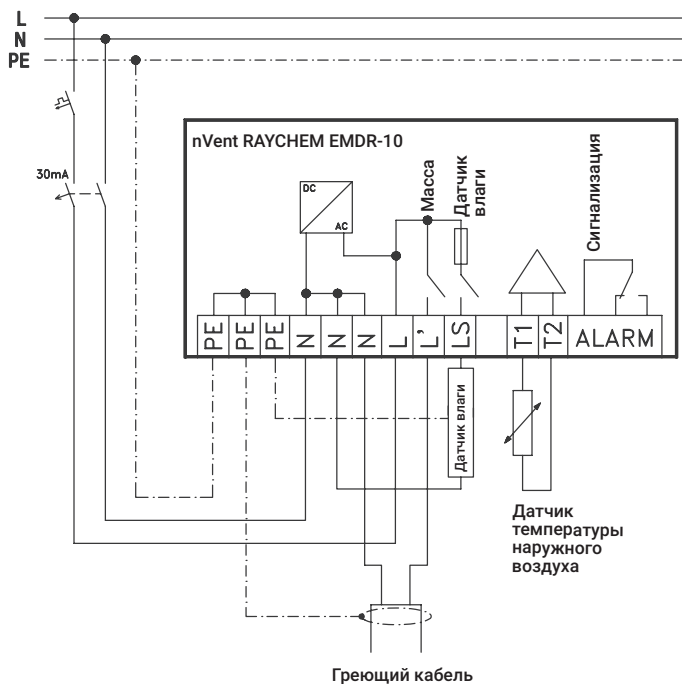 L
N
PE
30mA
nVent RAYCHEM EMDR-10
DC
AC
Масса
Датчик
влаги
Сигнализация
PE
PE
PE
N
N
N
L
L'
LS
T1
T2
ALARM
Датчик влаги
Датчик
температуры
наружного
воздуха
Греющий кабель